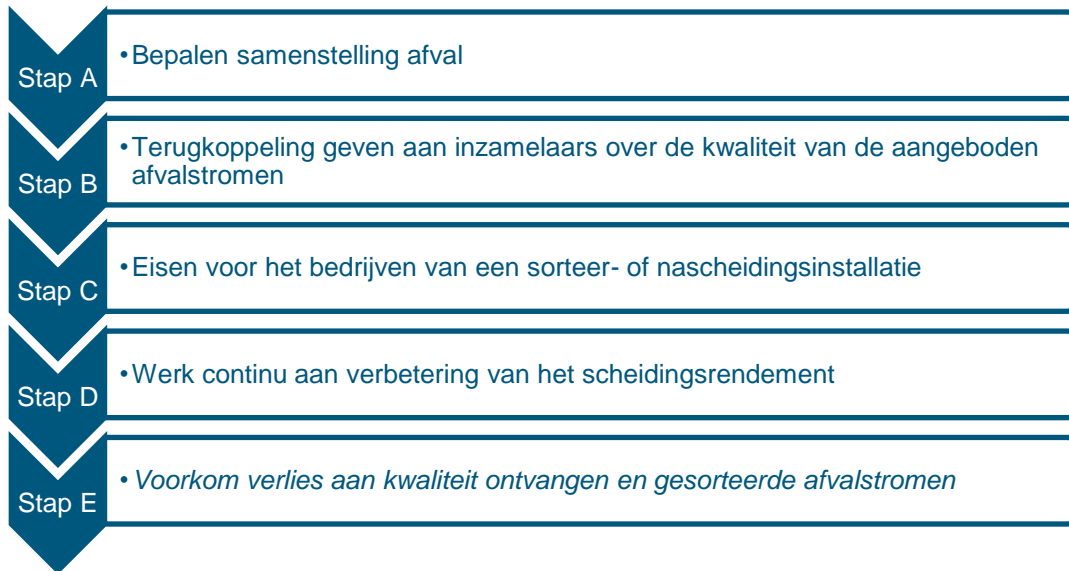 Stap A
•Bepalen samenstelling afval
Stap B
•Terugkoppeling geven aan inzamelaars over de kwaliteit van de aangeboden
afvalstromen
Stap C
•Eisen voor het bedrijven van een sorteer- of nascheidingsinstallatie
Stap D
•Werk continu aan verbetering van het scheidingsrendement
Stap E
•Voorkom verlies aan kwaliteit ontvangen en gesorteerde afvalstromen